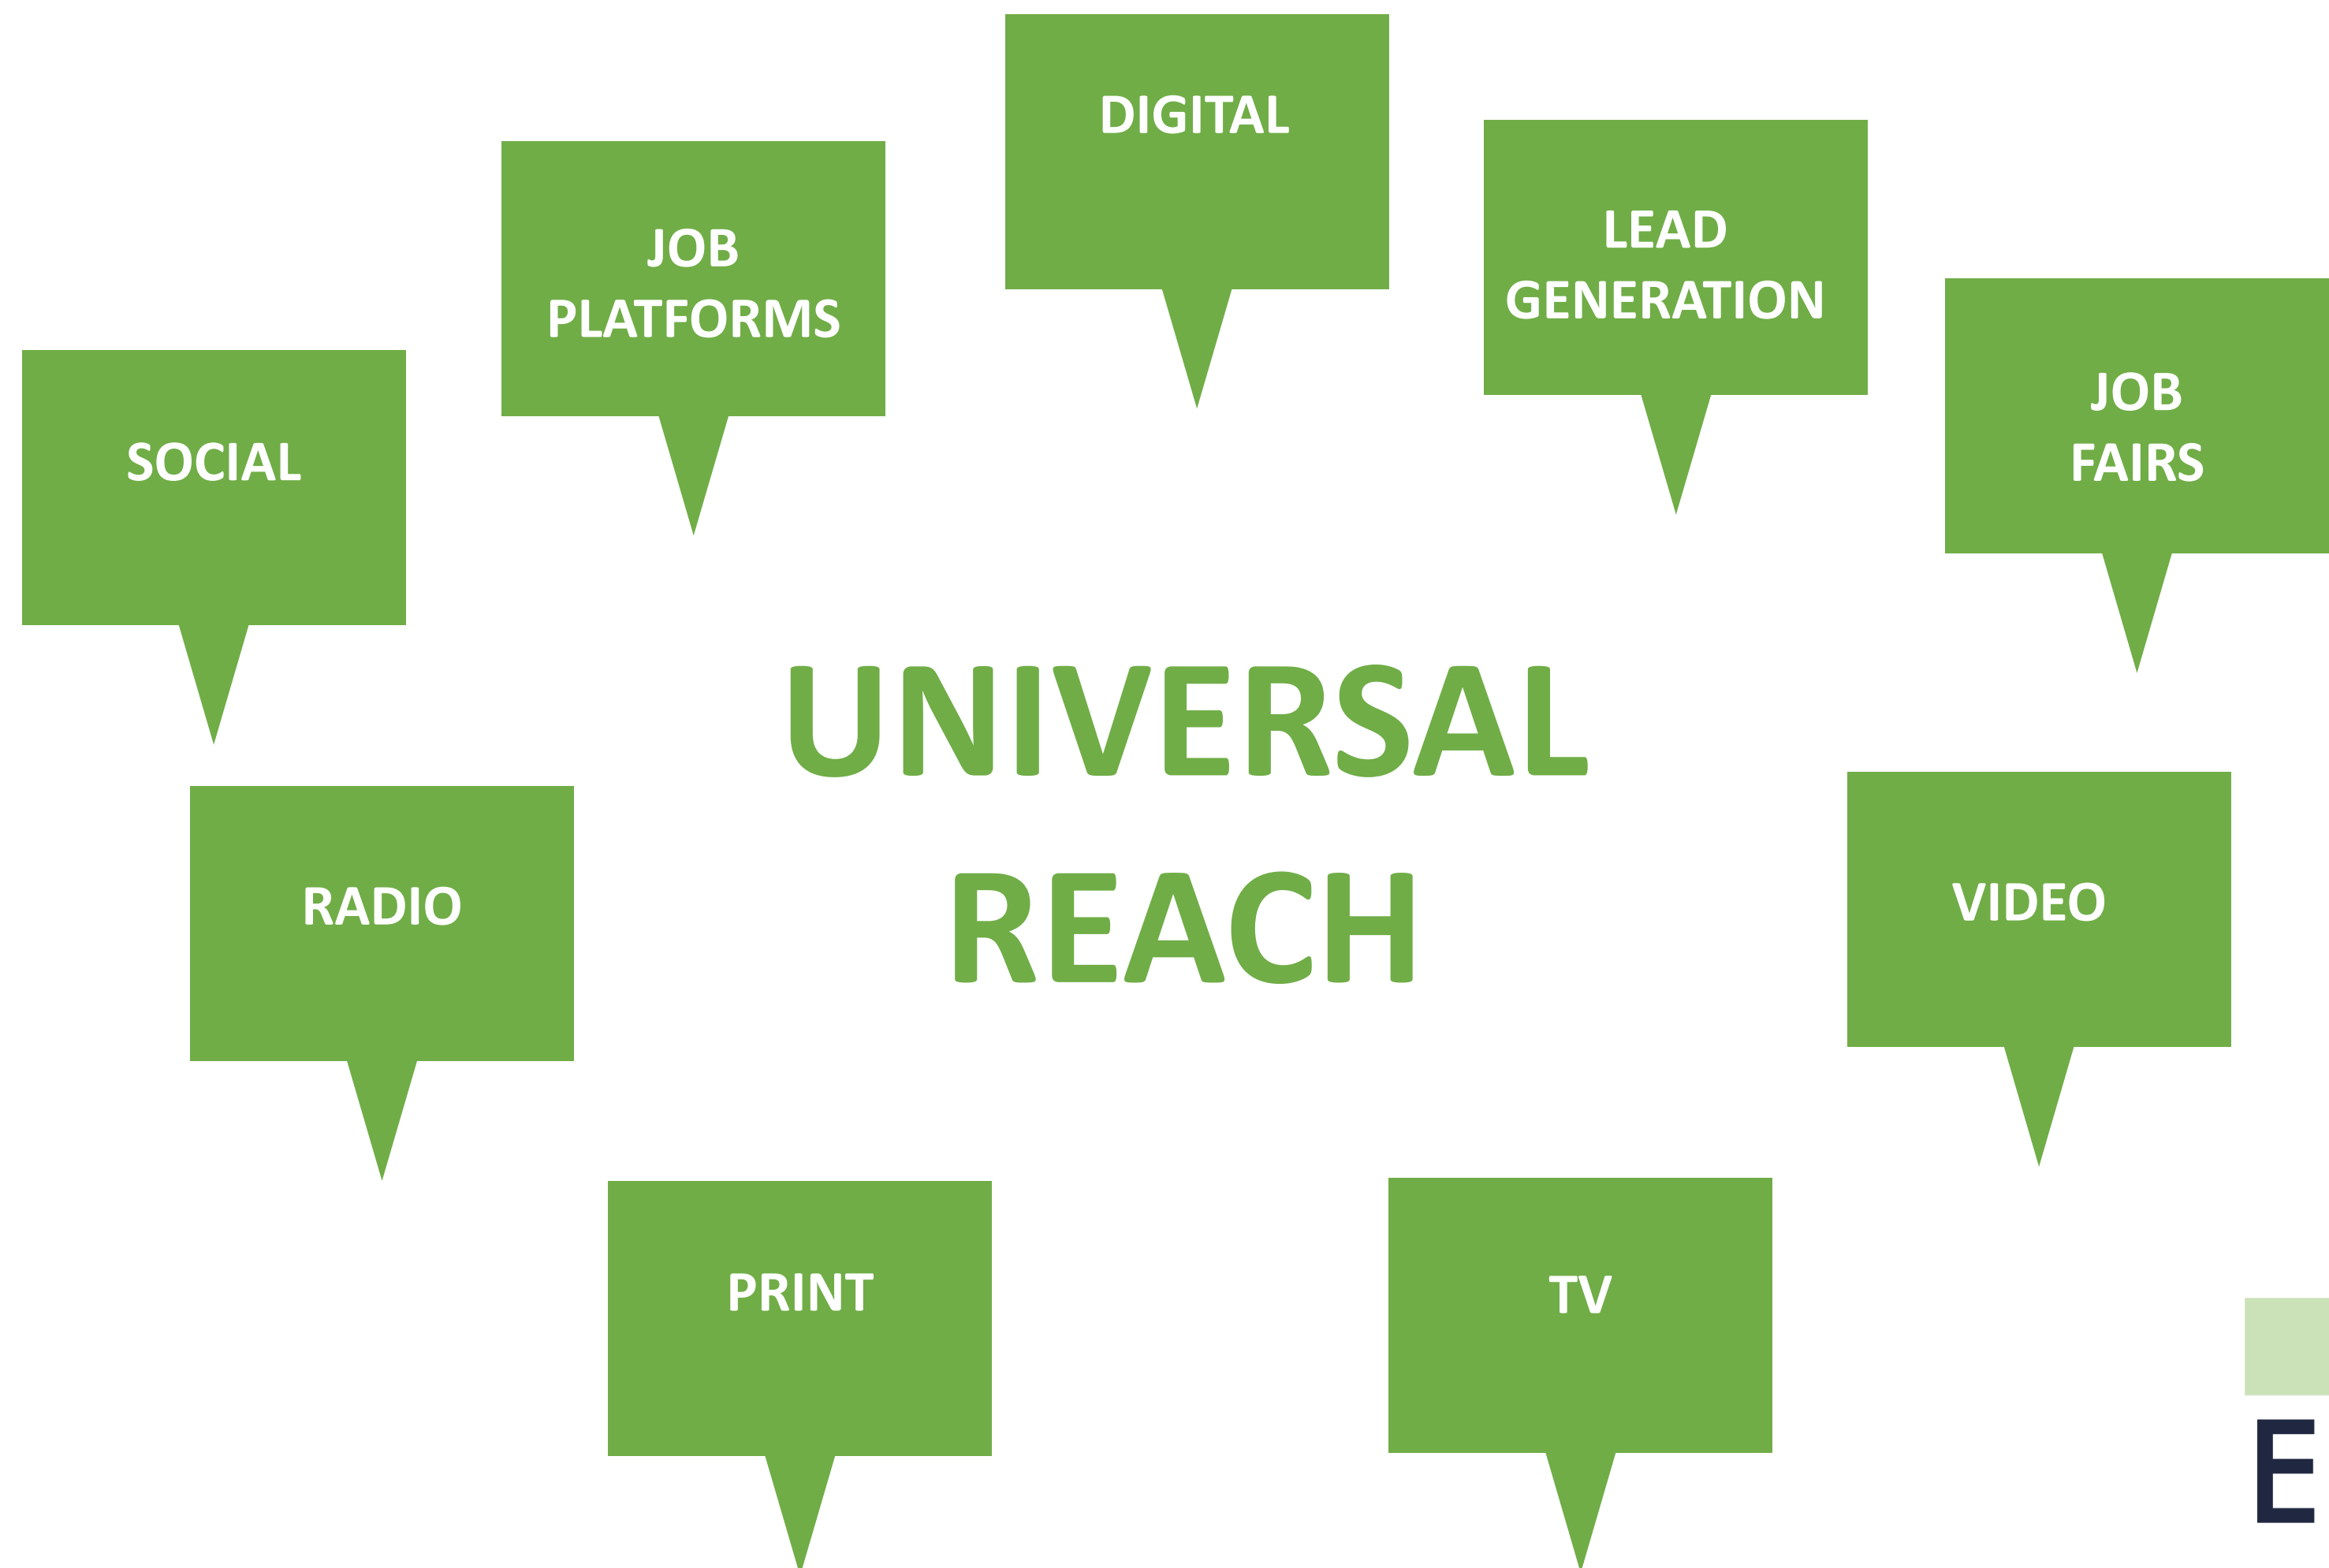 DIGITAL
JOB
PLATFORMS
LEAD
GENERATION
JOB
FAIRS
SOCIAL
UNIVERSAL
REACH
RADIO
VIDEO
PRINT
TV
E